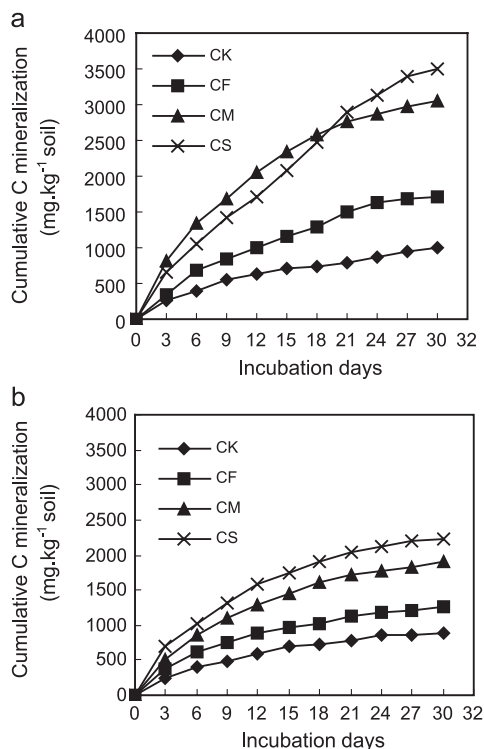 a
Cumulative C mineralization
(mg.kg-1 soil)
4000
3500
3000
2500
2000
1500
1000
500
0
CK
CF
CM
CS
0 3 6 9 12 15 18 21 24 27 30 32
Incubation days
b
Cumulative C mineralization
(mg.kg-1 soil)
4000
3500
3000
2500
2000
1500
1000
500
0
CK
CF
CM
CS
0 3 6 9 12 15 18 21 24 27 30 32
Incubation days